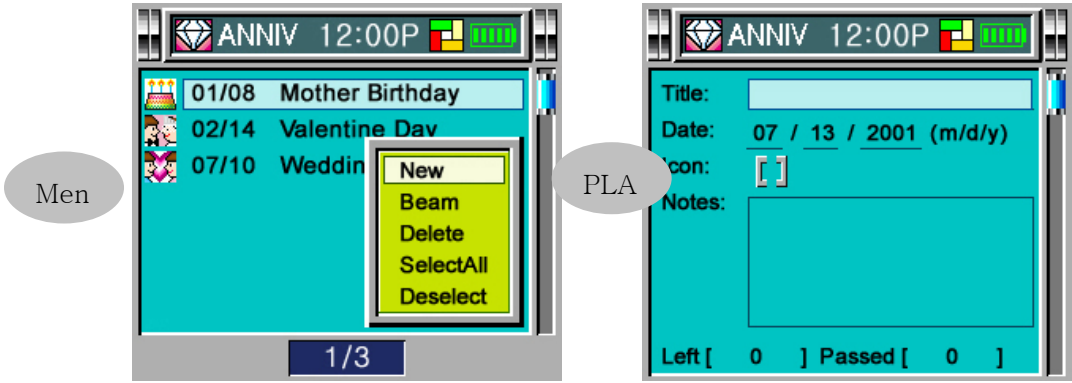 ANNIV 12:00P
01/08 Mother Birthday
02/14 Valentine Day
07/10 Weddin
New
Beam
Delete
SelectAll
Deselect
1/3
Men
PLA
ANNIV 12:00P
Title:
Date: 07 / 13 / 2001 (m/d/y)
Icon: [ ]
Notes:
Left [ 0 ] Passed [ 0 ]